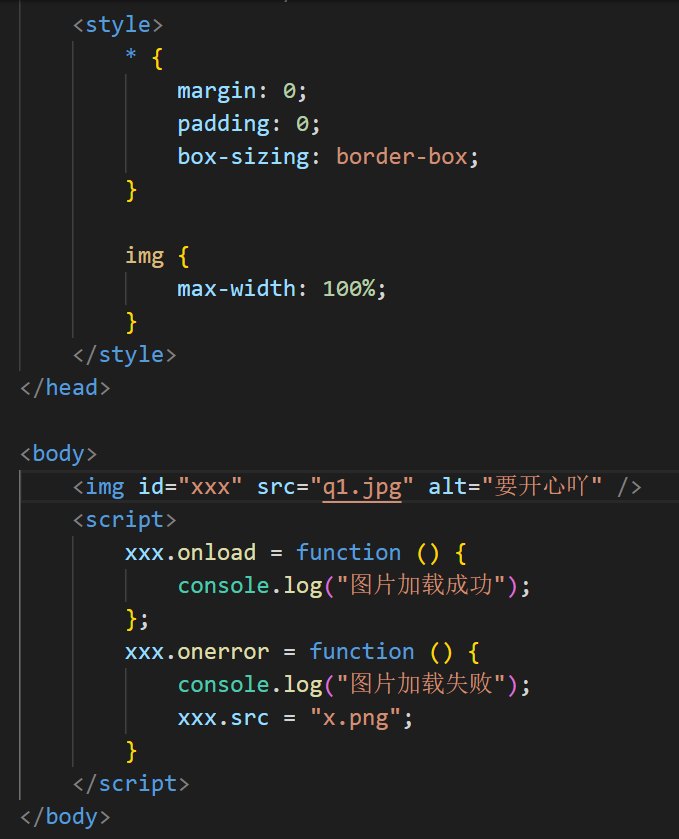 <style>
* {
margin: 0;
padding: 0;
box-sizing: border-box;
}
img {
max-width: 100%;
}
</style>
</head>
<body>
<img id="xxx" src="q1.jpg" alt="要开心吖" />
<script>
xxx.onload = function () {
console.log("图片加载成功");
};
xxx.onerror = function () {
console.log("图片加载失败");
xxx.src = "x.png";
}
</script>
</body>